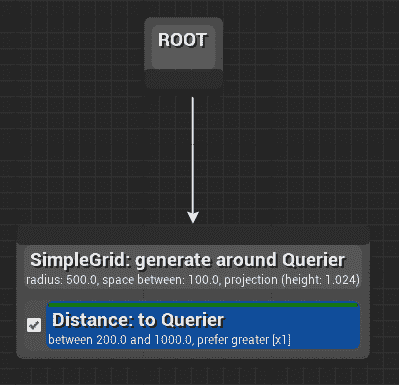 ROOT
SimpleGrid: generate around Querier
radius: 500.0, space between: 100.0, projection (height: 1.024)
Distance: to Querier
between 200.0 and 1000.0, prefer greater [x1]